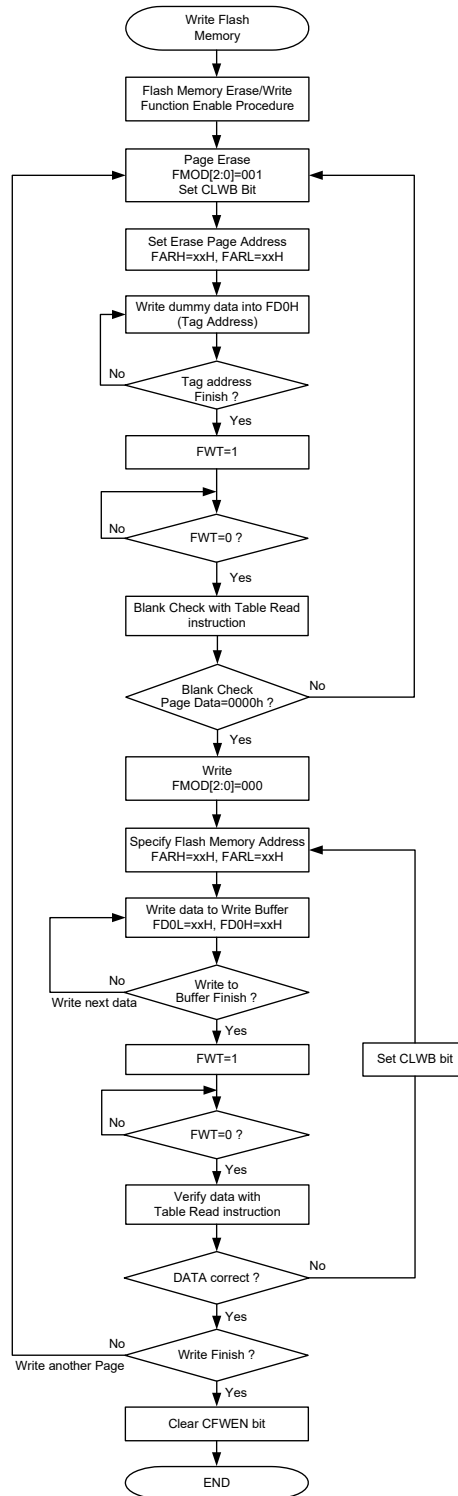 Write Flash
Memory
Flash Memory Erase/Write
Function Enable Procedure
Page Erase
FMOD[2:0]=001
Set CLWB Bit
Set Erase Page Address
FARH=xxH, FARL=xxH
Write dummy data into FD0H
(Tag Address)
No
Tag address
Finish ?
Yes
FWT=1
No
FWT=0 ?
Yes
Blank Check with Table Read
instruction
Blank Check
Page Data=0000h ?
No
Yes
Write
FMOD[2:0]=000
Specify Flash Memory Address
FARH=xxH, FARL=xxH
Write data to Write Buffer
FD0L=xxH, FD0H=xxH
No
Write next data
Write to
Buffer Finish ?
Yes
FWT=1
Set CLWB bit
No
FWT=0 ?
Yes
Verify data with
Table Read instruction
DATA correct ?
No
Yes
No
Write another Page
Write Finish ?
Yes
Clear CFWEN bit
END